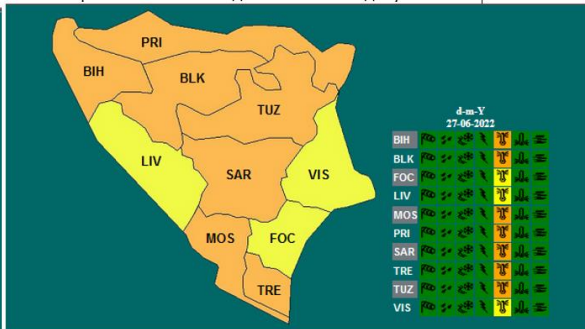 PRI
BIH
BLK
TUZ
LIV
SAR
VIS
MOS
FOC
TRE
d-m-Y
27-06-2022
BIH
BLK
FOC
LIV
MOS
PRI
SAR
TRE
TUZ
VIS